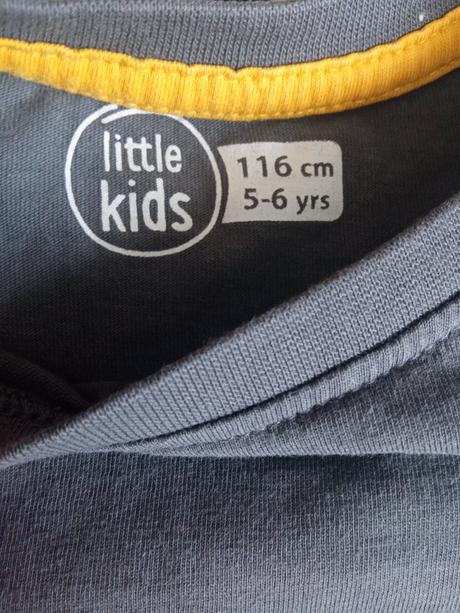 little
kids
116 cm
5-6 yrs